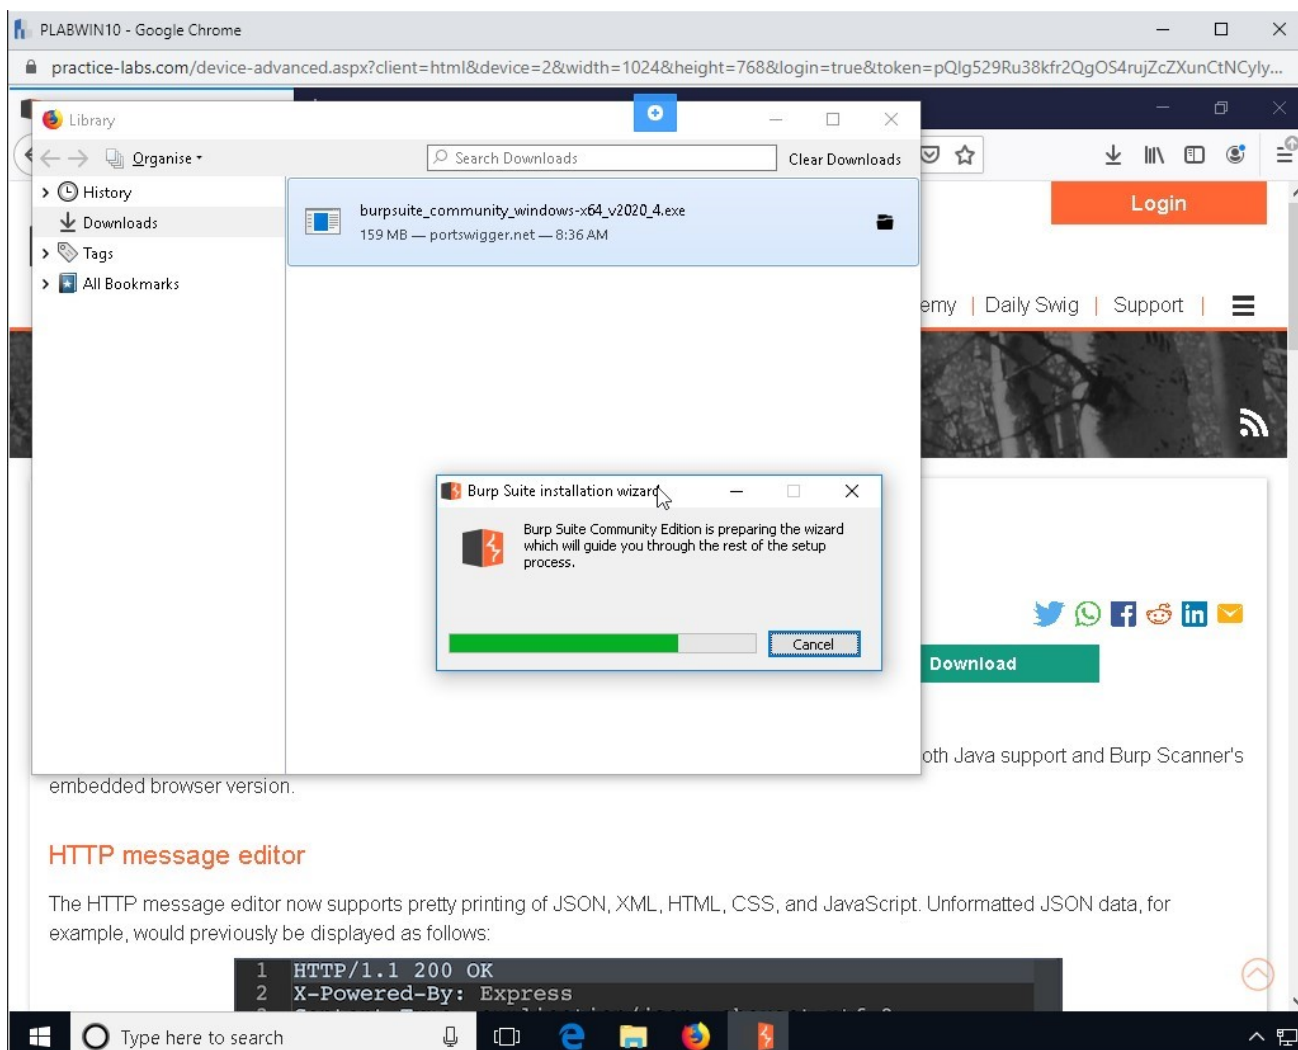 PLABWIN10 - Google Chrome
practice-labs.com/device-advanced.aspx?client=html&device=2&width=1024&height=768&login=true&token=pQlg529Ru38kfr2QgOS4rujZcZXunCtNCyly...
Library
Organise
Search Downloads
Clear Downloads
History
Downloads
Tags
All Bookmarks
burpsuite_community_windows-x64_v2020_4.exe
159 MB — portswigger.net — 8:36 AM
Login
emy | Daily Swig | Support |
Burp Suite installation wizard
Burp Suite Community Edition is preparing the wizard
which will guide you through the rest of the setup
process.
Cancel
Download
oth Java support and Burp Scanner's
embedded browser version.
HTTP message editor
The HTTP message editor now supports pretty printing of JSON, XML, HTML, CSS, and JavaScript. Unformatted JSON data, for
example, would previously be displayed as follows:
1 HTTP/1.1 200 OK
2 X-Powered-By: Express
Type here to search